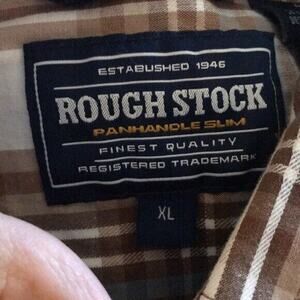 ESTABLISHED 1946
ROUGH STOCK
PANHANDLE SLIM
FINEST QUALITY
REGISTERED TRADEMARK
XL